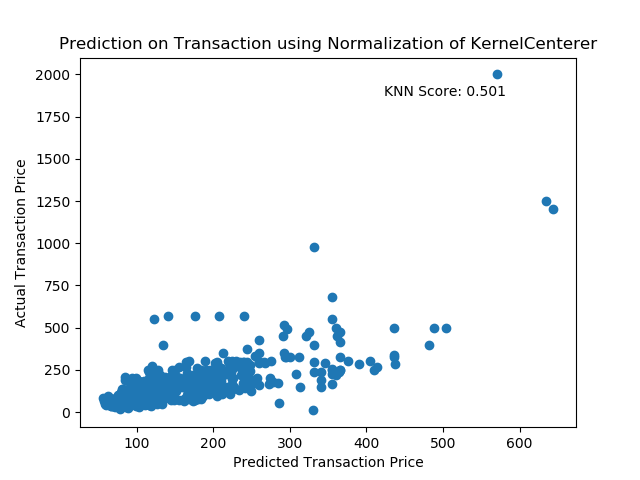 Prediction on Transaction using Normalization of KernelCenterer
2000
KNN Score: 0.501
1750
1500
1250
1000
750
500
250
0
Actual Transaction Price
100 200 300 400 500 600
Predicted Transaction Price